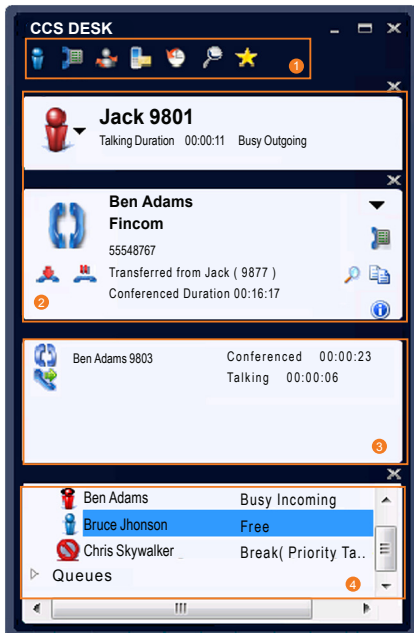 CCS DESK
1
Jack 9801
Talking Duration 00:00:11 Busy Outgoing
Ben Adams
Fincom
55548767
Transferred from Jack ( 9877 )
2
Conferenced Duration 00:16:17
Ben Adams 9803 Conferenced 00:00:23
Talking 00:00:06
3
Ben Adams Busy Incoming
Bruce Jhonson Free
Chris Skywalker Break( Priority Ta..
Queues
4